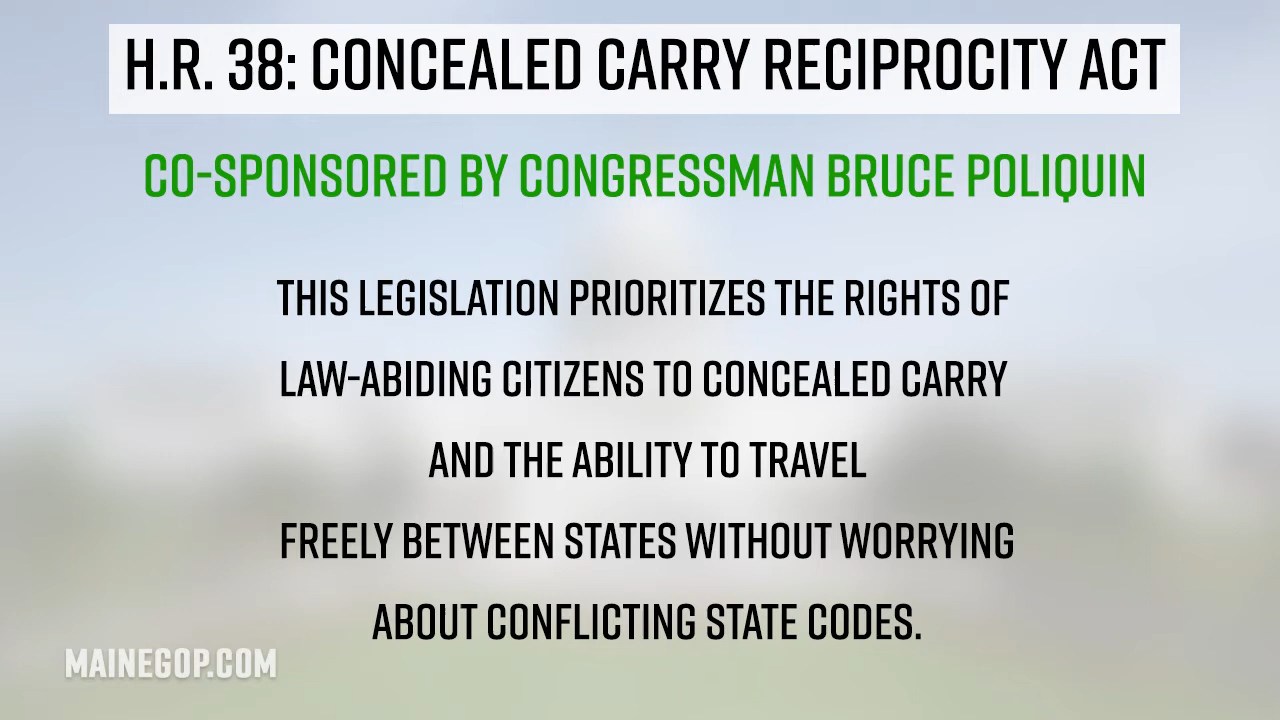 H.R. 38: CONCEALED CARRY RECIPROCITY ACT
CO-SPONSORED BY CONGRESSMAN BRUCE POLIQUIN
THIS LEGISLATION PRIORITIZES THE RIGHTS OF
LAW-ABIDING CITIZENS TO CONCEALED CARRY
AND THE ABILITY TO TRAVEL
FREELY BETWEEN STATES WITHOUT WORRYING
ABOUT CONFLICTING STATE CODES.
MAINEGOP.COM